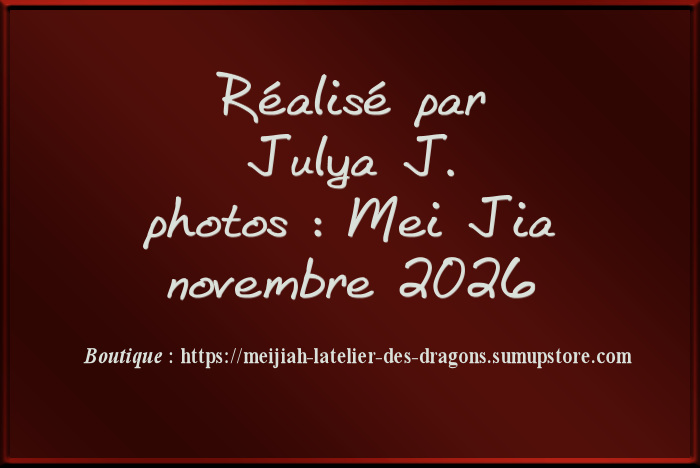 Réalisé par
Julya J.
photos : Mei Jia
novembre 2026
Boutique : https://meijiah-latelier-des-dragons.sumupstore.com